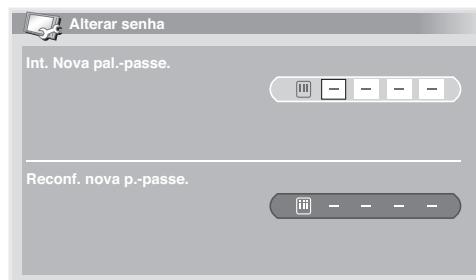 Alterar senha
Int. Nova pal.-passe.
– – – –
Reconf. nova p.-passe.
– – – –